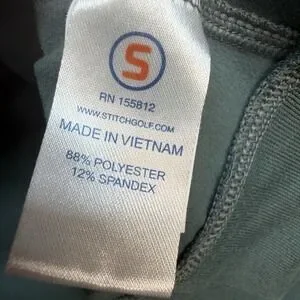 S
RN 155812
WWW.STITCHGOLF.COM
MADE IN VIETNAM
88% POLYESTER
12% SPANDEX